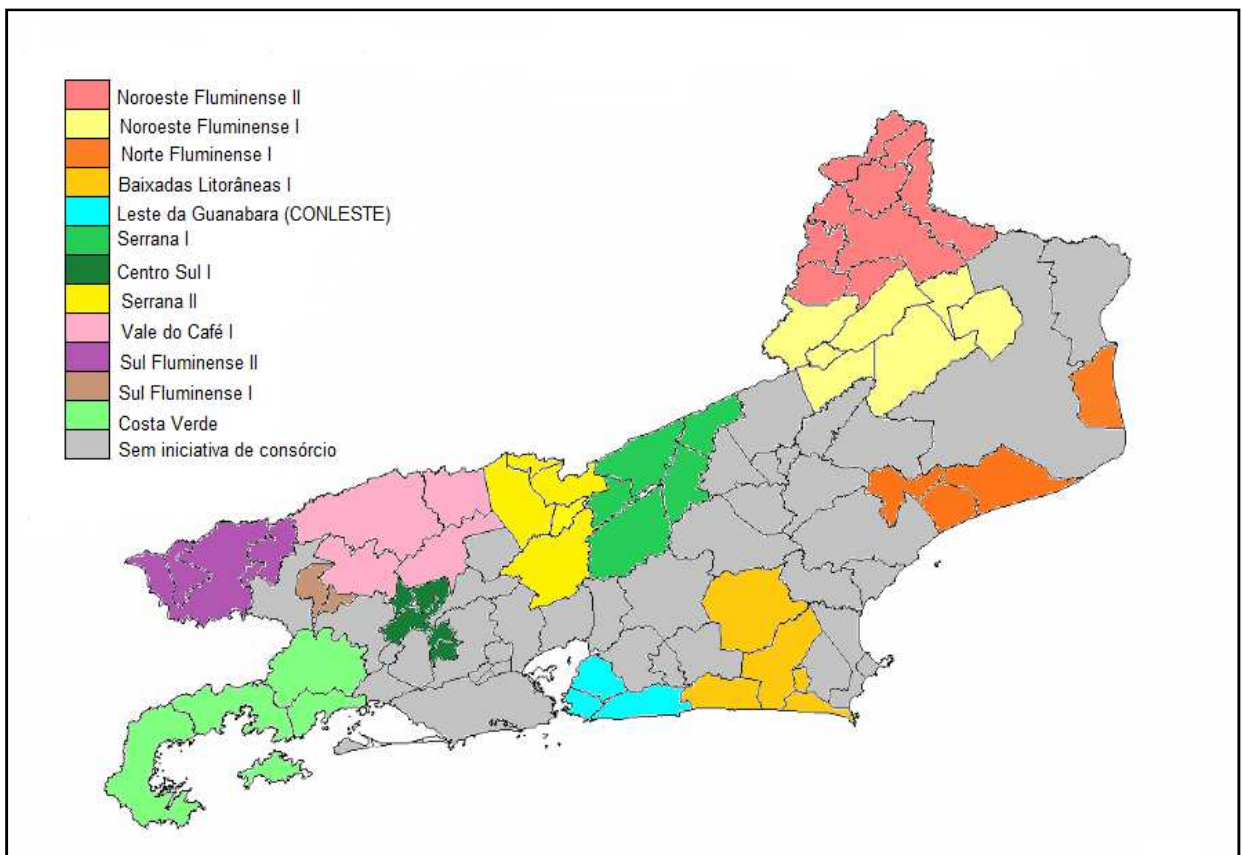 Noroeste Fluminense II
Noroeste Fluminense I
Norte Fluminense I
Baixadas Litorâneas I
Leste da Guanabara (CONLESTE)
Serrana I
Centro Sul I
Serrana II
Vale do Café I
Sul Fluminense II
Sul Fluminense I
Costa Verde
Sem iniciativa de consórcio